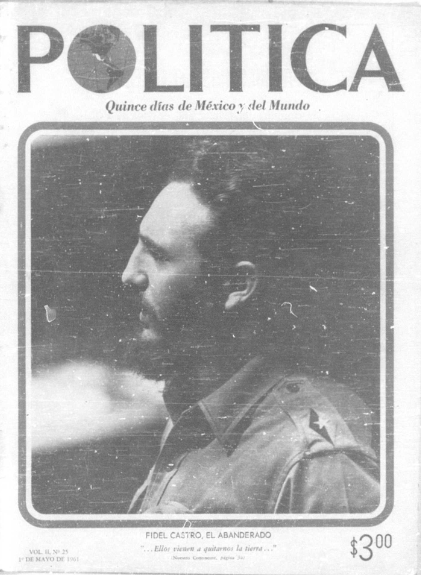 POLITICA
Quince días de México y del Mundo
FIDEL CASTRO, EL ABANDERADO
"...Ellos vienen a quitarnos la tierra..."
VOL. II, Nº 25
1º DE MAYO DE 1961
$3.00